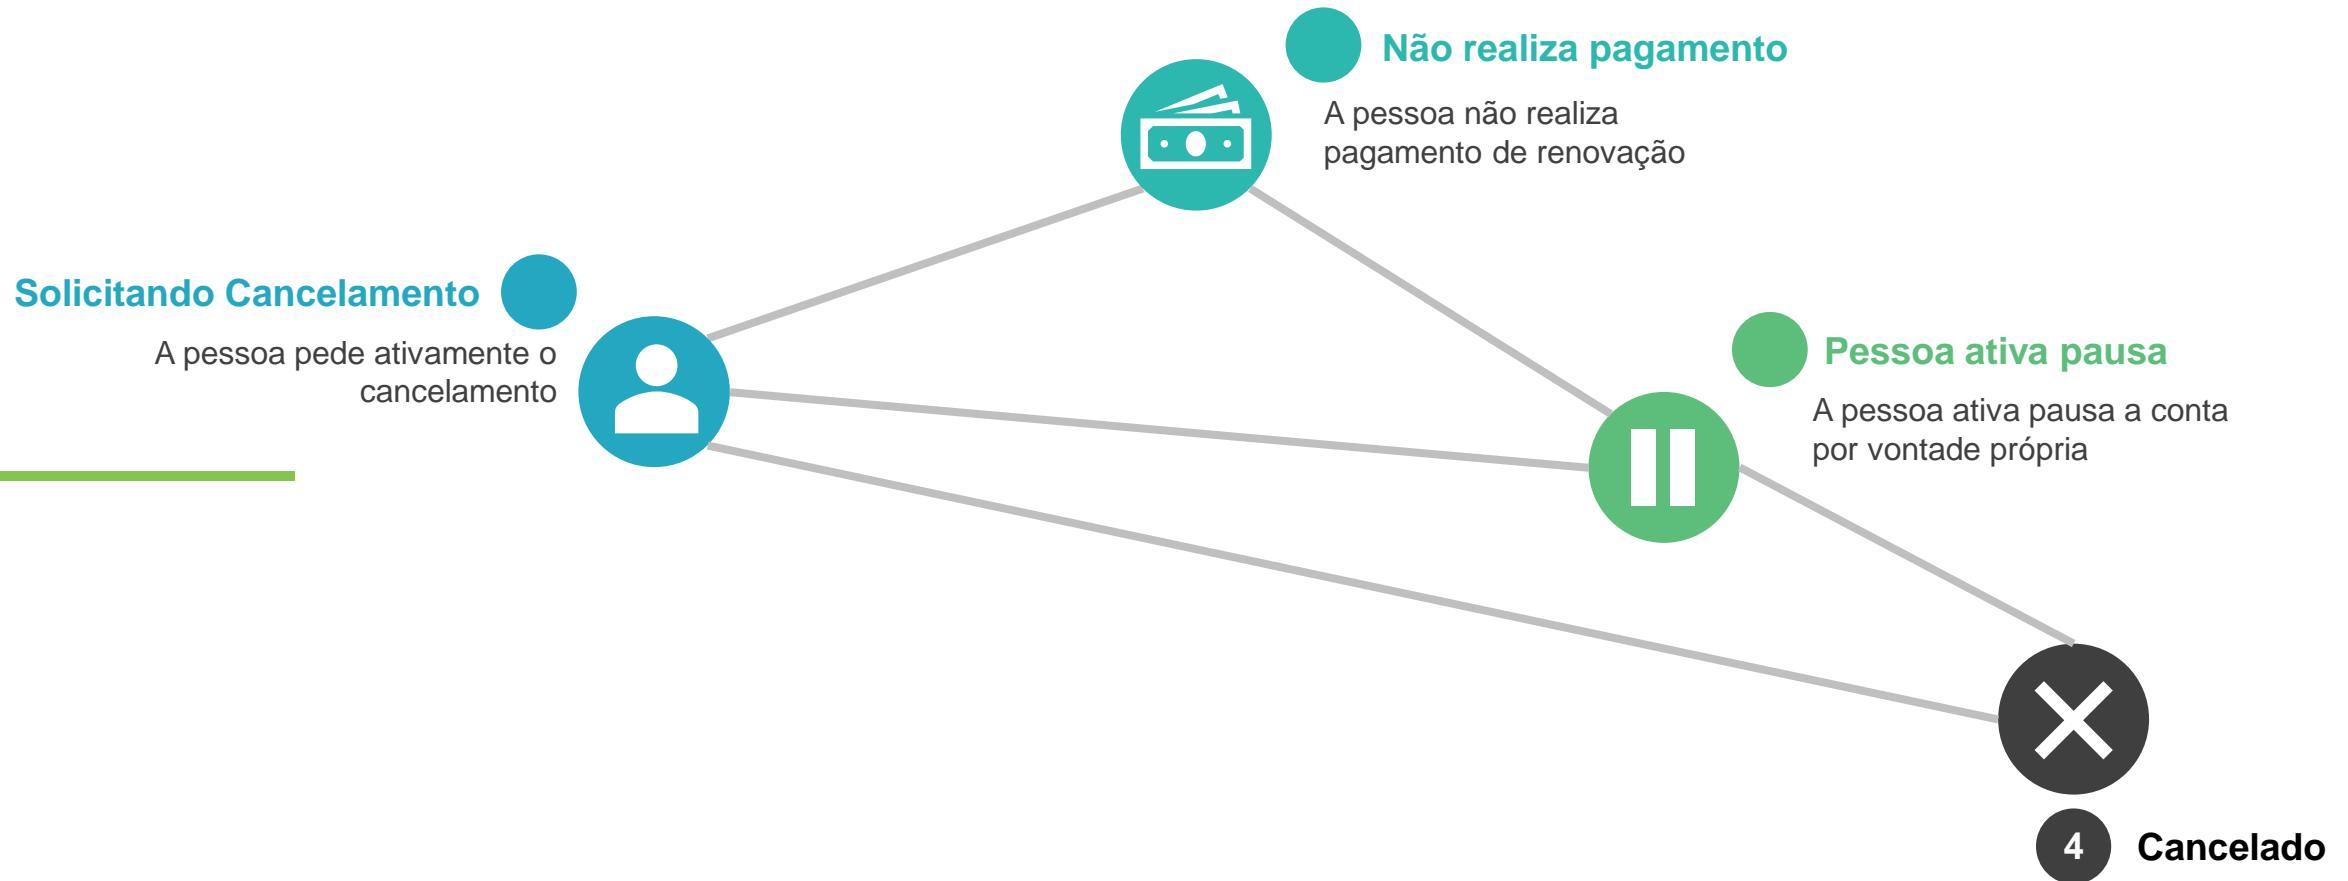 Não realiza pagamento
A pessoa não realiza
pagamento de renovação
Solicitando Cancelamento
A pessoa pede ativamente o
cancelamento
Pessoa ativa pausa
A pessoa ativa pausa a conta
por vontade própria
4 Cancelado